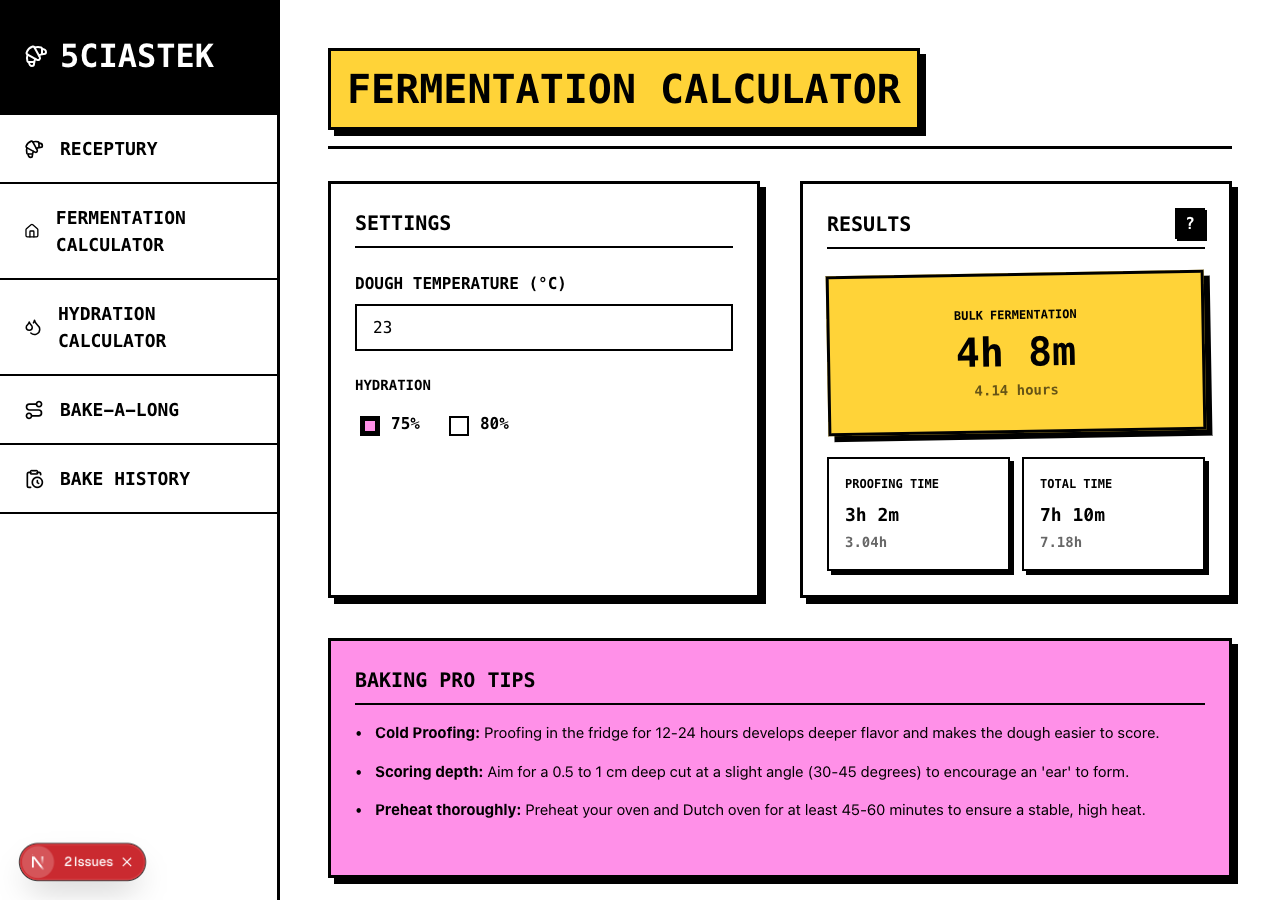 5CIASTEK
RECEPTURY
FERMENTATION
CALCULATOR
HYDRATION
CALCULATOR
BAKE-A-LONG
BAKE HISTORY
2 Issues
FERMENTATION CALCULATOR
SETTINGS
DOUGH TEMPERATURE (°C)
23
HYDRATION
75% 80%
RESULTS ?
BULK FERMENTATION
4h 8m
4.14 hours
PROOFING TIME
3h 2m
3.04h
TOTAL TIME
7h 10m
7.18h
BAKING PRO TIPS
• Cold Proofing: Proofing in the fridge for 12-24 hours develops deeper flavor and makes the dough easier to score.
• Scoring depth: Aim for a 0.5 to 1 cm deep cut at a slight angle (30-45 degrees) to encourage an 'ear' to form.
• Preheat thoroughly: Preheat your oven and Dutch oven for at least 45-60 minutes to ensure a stable, high heat.